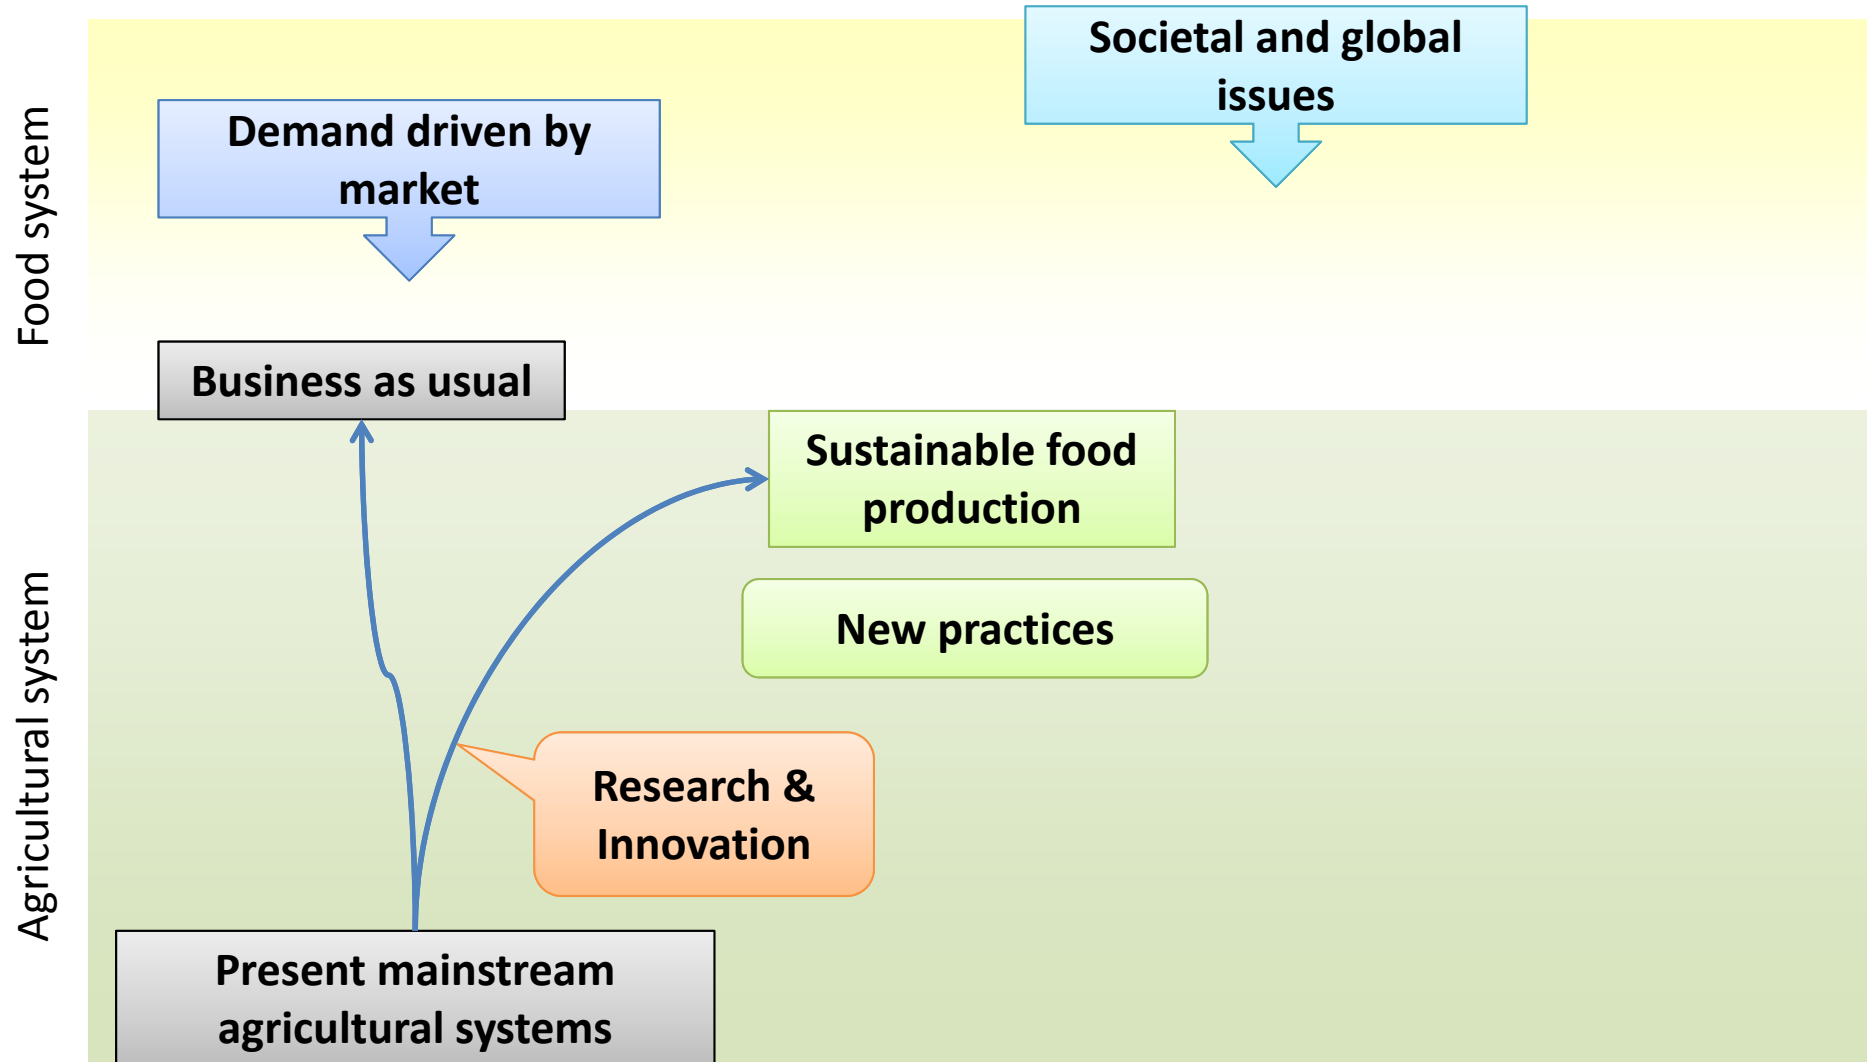 Societal and global
issues
Demand driven by
market
Food system
Business as usual
Sustainable food
production
New practices
Agricultural system
Research &
Innovation
Present mainstream
agricultural systems